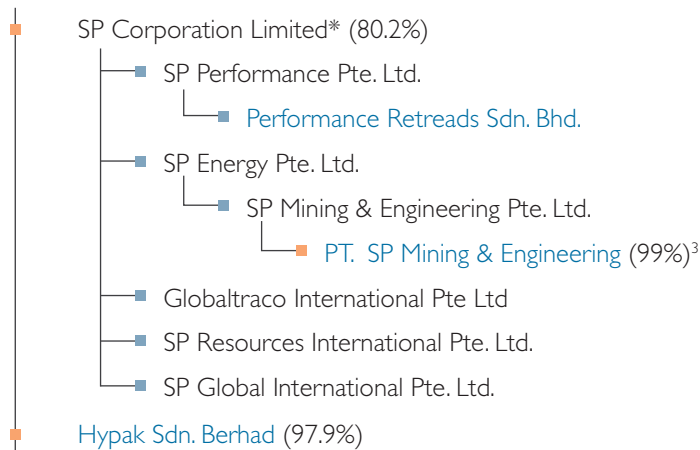 SP Corporation Limited* (80.2%)
SP Performance Pte. Ltd.
Performance Retreads Sdn. Bhd.
SP Energy Pte. Ltd.
SP Mining & Engineering Pte. Ltd.
PT. SP Mining & Engineering (99%)³
Globaltraco International Pte Ltd
SP Resources International Pte. Ltd.
SP Global International Pte. Ltd.
Hypak Sdn. Berhad (97.9%)